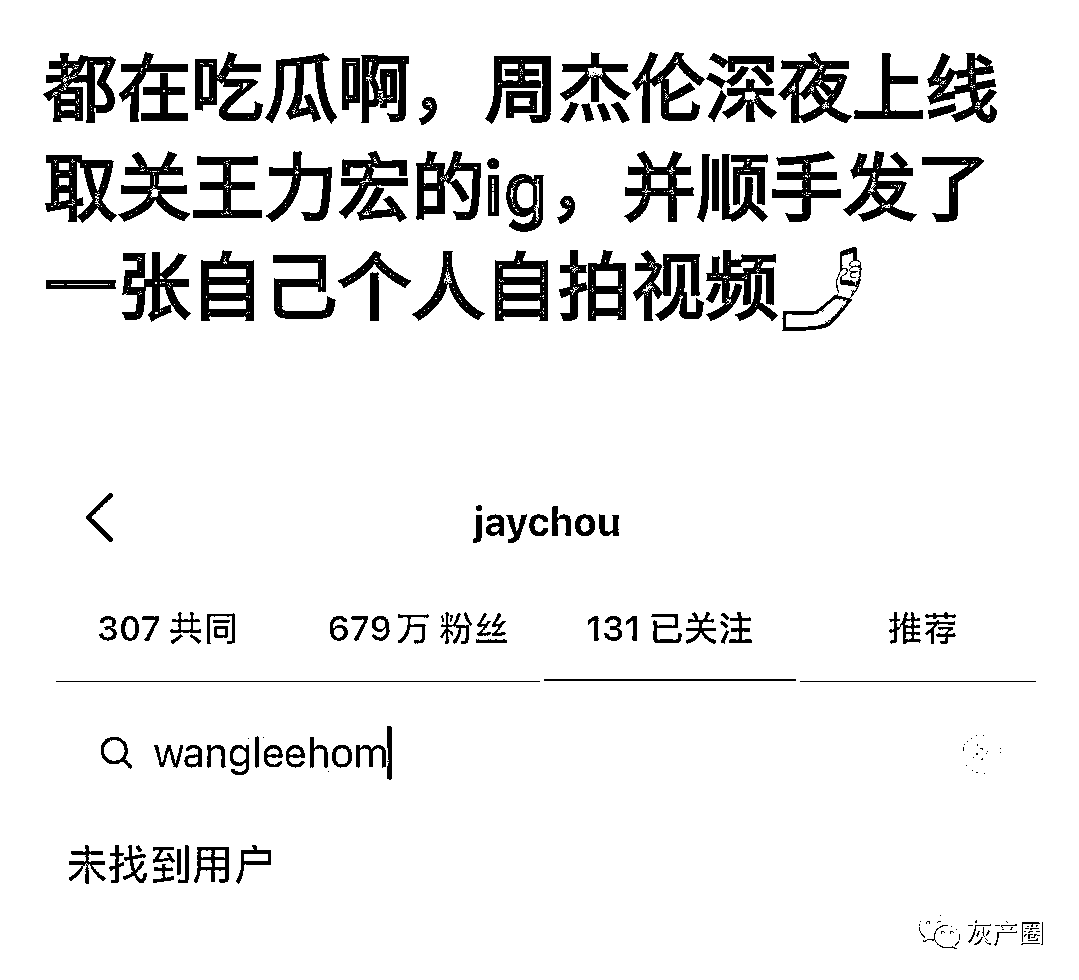 都在吃瓜啊，周杰伦深夜上线
取关王力宏的ig，并顺手发了
一张自己个人自拍视频🤳
jaychou
307 共同 679万 粉丝 131 已关注 推荐
wangleehom
未找到用户
灰产圈